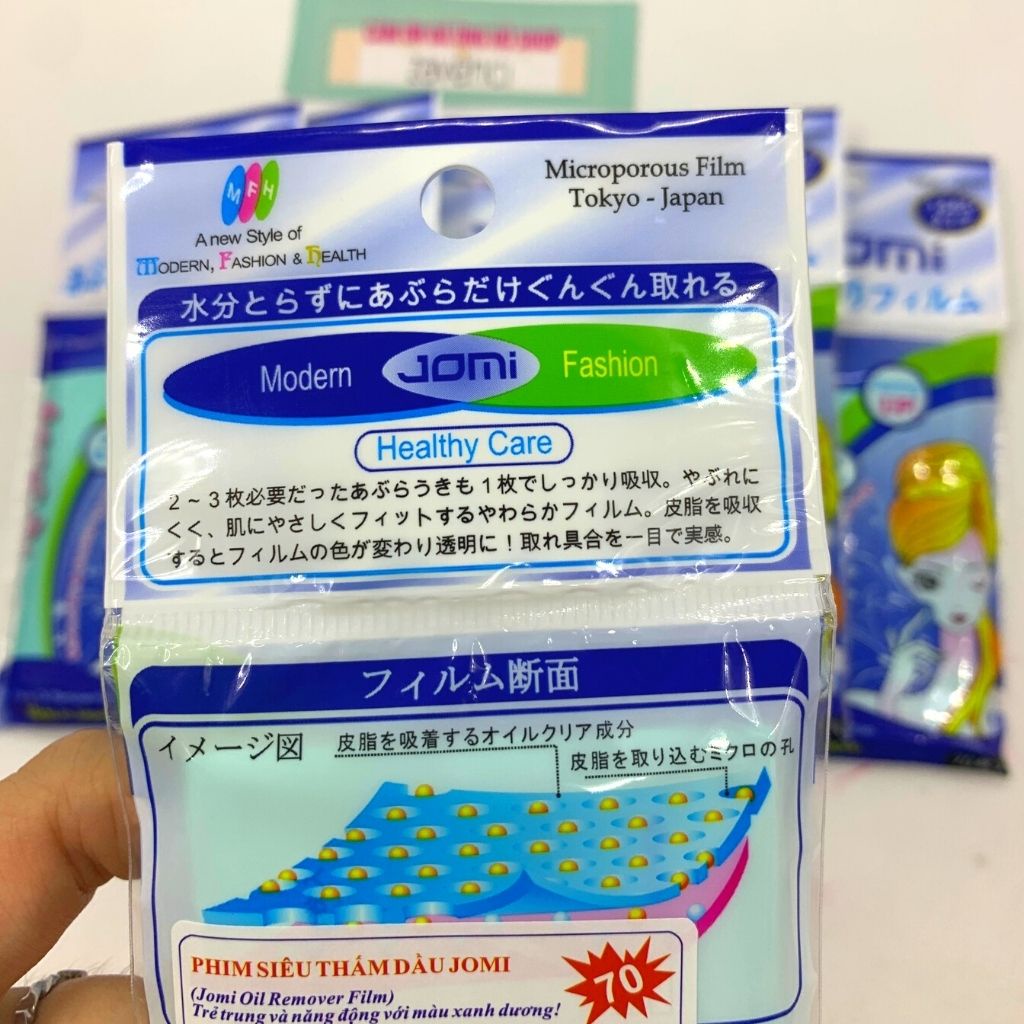 MFH
A new Style of
MODERN, FASHION & HEALTH
Microporous Film
Tokyo - Japan
水分とらずにあぶらだけぐんぐん取れる
Modern JOMi Fashion
Healthy Care
2～3枚必要だったあぶらうきも1枚でしっかり吸収。やぶれに
くく、肌にやさしくフィットするやわらかフィルム。皮脂を吸収
するとフィルムの色が変わり透明に！取れ具合を一目で実感。
フィルム断面
イメージ図
皮脂を吸着するオイルクリア成分
皮脂を取り込むミクロの孔
PHIM SIÊU THẤM DẦU JOMI
70
(Jomi Oil Remover Film)
Trẻ trung và năng động với màu xanh dương!
フィルム